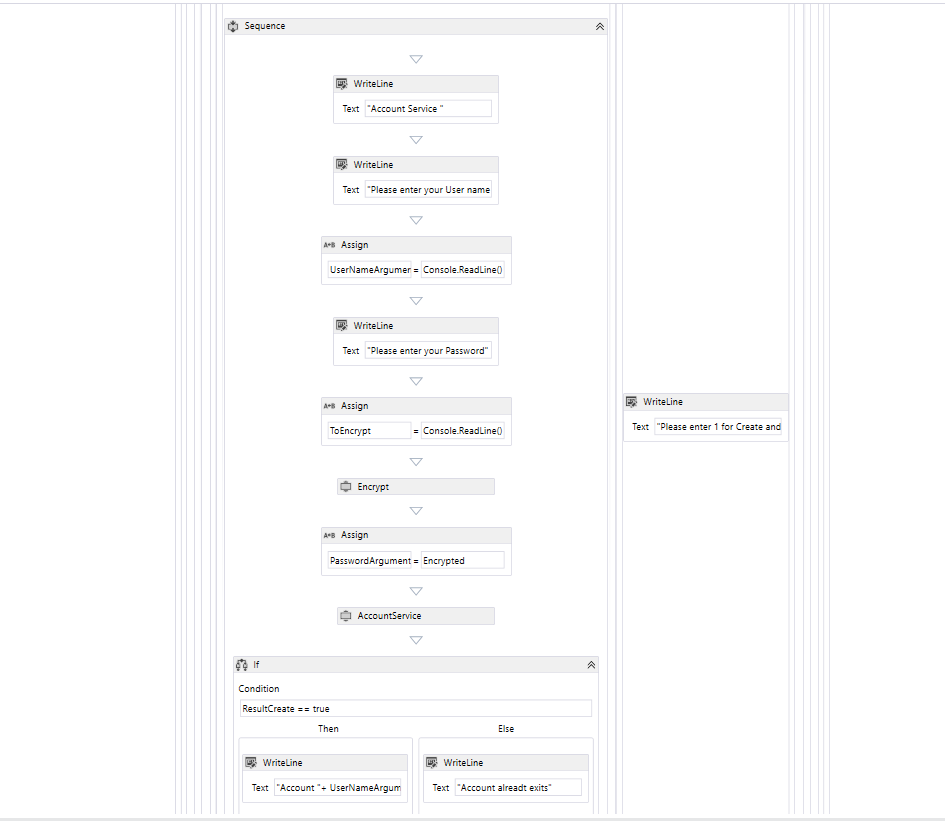 Sequence
WriteLine
Text "Account Service "
WriteLine
Text "Please enter your User name
A+B Assign
UserNameArgumer = Console.ReadLine()
WriteLine
Text "Please enter your Password"
A+B Assign
ToEncrypt = Console.ReadLine()
WriteLine
Text "Please enter 1 for Create and
Encrypt
A+B Assign
PasswordArgument = Encrypted
AccountService
If
Condition
ResultCreate == true
Then Else
WriteLine WriteLine
Text "Account "+ UserNameArgum Text "Account alreadt exits"